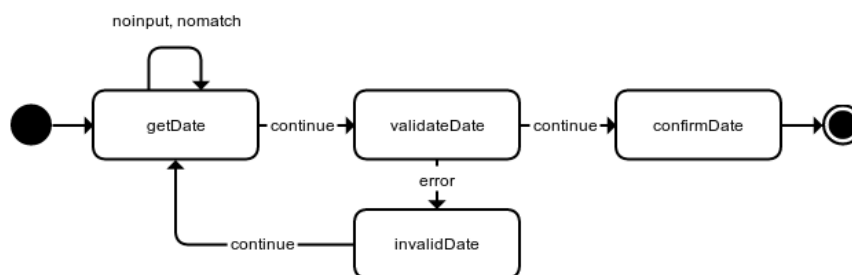 noinput, nomatch
getDate
continue
validateDate
continue
confirmDate
error
continue
invalidDate